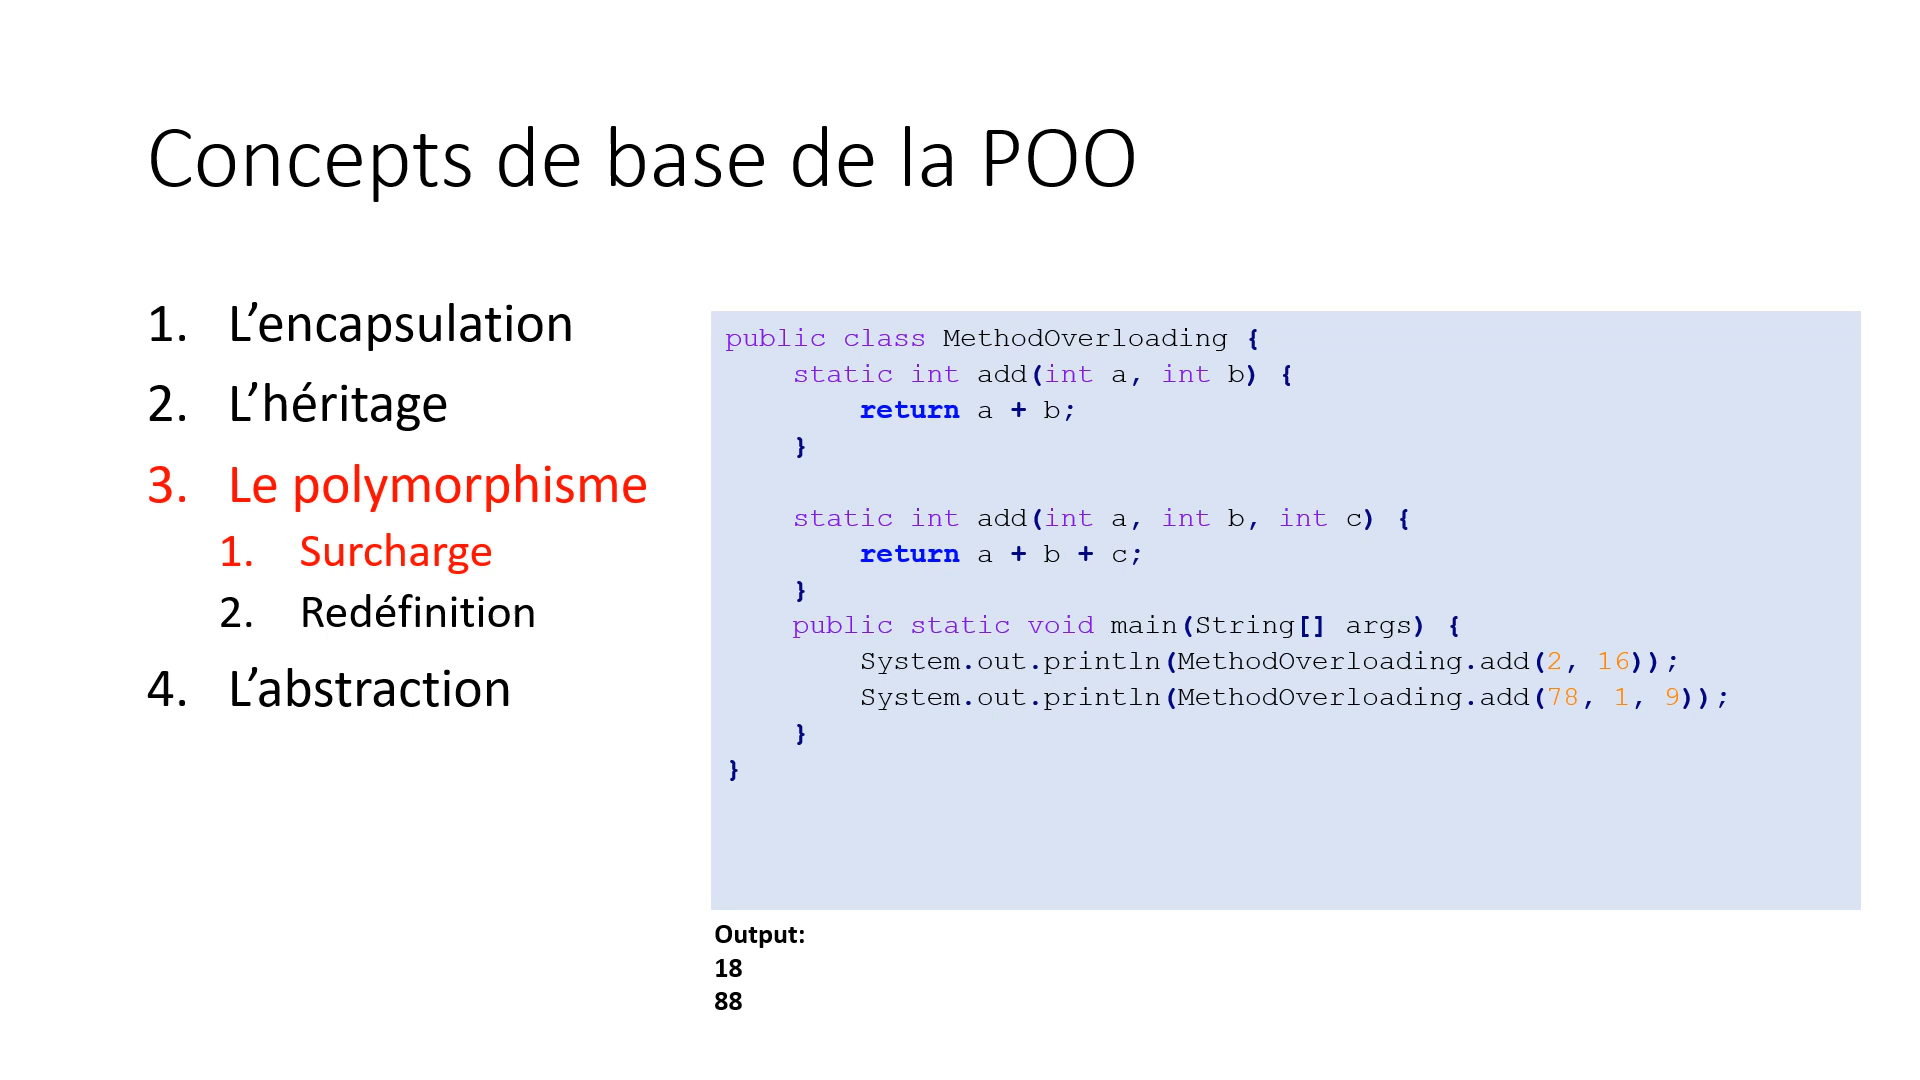 Concepts de base de la POO
1. L’encapsulation
2. L’héritage
3. Le polymorphisme
1. Surcharge
2. Redéfinition
4. L’abstraction
public class MethodOverloading {
    static int add(int a, int b) {
        return a + b;
    }
    static int add(int a, int b, int c) {
        return a + b + c;
    }
    public static void main(String[] args) {
        System.out.println(MethodOverloading.add(2, 16));
        System.out.println(MethodOverloading.add(78, 1, 9));
    }
}
Output:
18
88